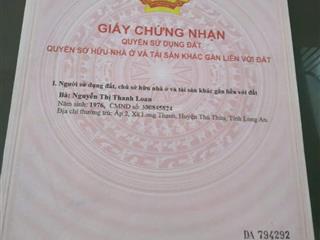 GIẤY CHỨNG NHẬN
QUYỀN SỬ DỤNG ĐẤT
QUYỀN SỞ HỮU NHÀ Ở VÀ TÀI SẢN KHÁC GẮN LIỀN VỚI ĐẤT
I. Người sử dụng đất, chủ sở hữu nhà ở và tài sản khác gắn liền với đất
Bà: Nguyễn Thị Thanh Loan
Năm sinh: 1976, CMND số: 300845824
Địa chỉ thường trú: Ấp 2, Xã Long Thạnh, Huyện Thủ Thừa, Tỉnh Long An.
DA 794292